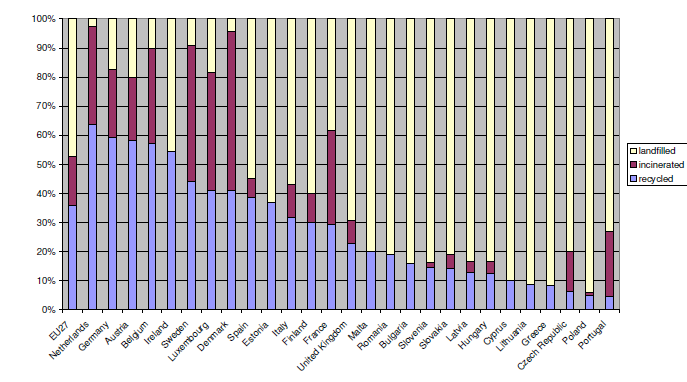 100%
90%
80%
70%
60%
50%
40%
30%
20%
10%
0%
EU27
Netherlands
Germany
Austria
Belgium
Ireland
Sweden
Luxembourg
Denmark
Spain
Estonia
Italy
Finland
France
United Kingdom
Malta
Romania
Bulgaria
Slovenia
Slovakia
Latvia
Hungary
Cyprus
Lithuania
Greece
Czech Republic
Poland
Portugal
landfilled
incinerated
recycled